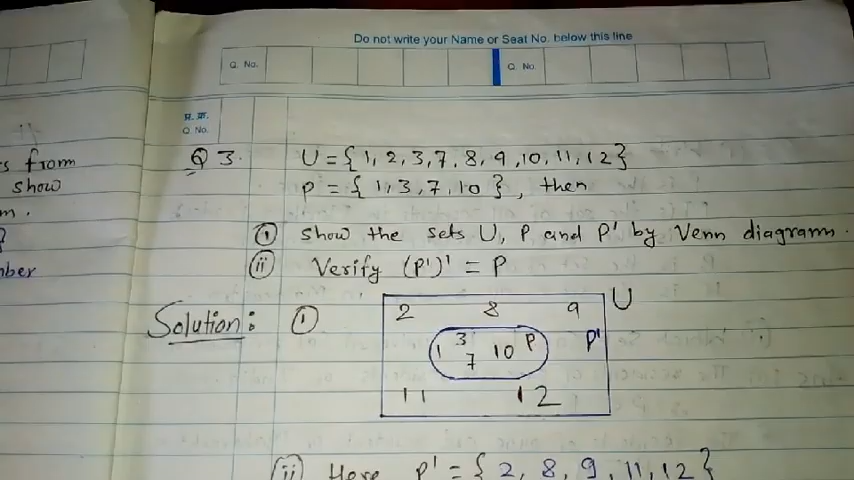 Do not write your Name or Seat No. below this line
Q. No.
Q. No.
Q. No.
s from
show
m.
}
mber
Q 3. U = { 1, 2, 3, 7, 8, 9, 10, 11, 12 }
P = { 1, 3, 7, 10 }, then
(i) show the sets U, P and P' by Venn diagram.
(ii) Verify (P')' = P
Solution: (i)
2 8 9 U
1 3 7 10 P P'
11 12
(ii) Here P' = { 2, 8, 9, 11, 12 }